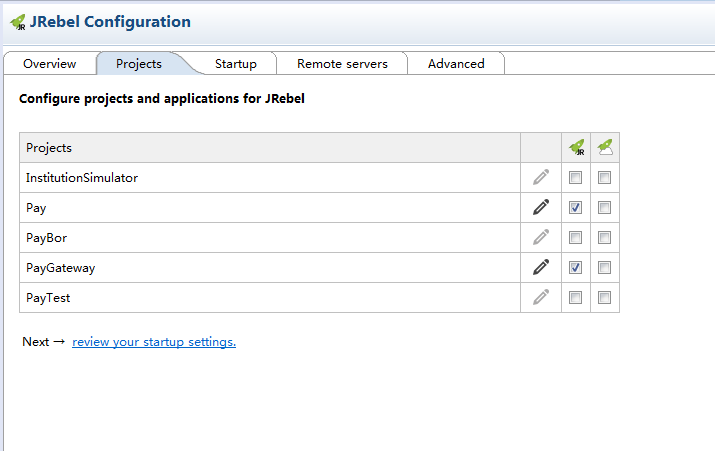 JRebel Configuration
Overview Projects Startup Remote servers Advanced
Configure projects and applications for JRebel
Projects JR
InstitutionSimulator
Pay
PayBor
PayGateway
PayTest
Next → review your startup settings.